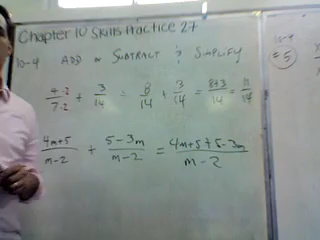 Chapter 10 Skills Practice 27
10-4 ADD or SUBTRACT & SIMPLIFY
4·2/7·2 + 3/14 = 8/14 + 3/14 = 8+3/14 = 11/14
4m+5/m-2 + 5-3m/m-2 = 4m+5+5-3m/m-2
10-4
=5